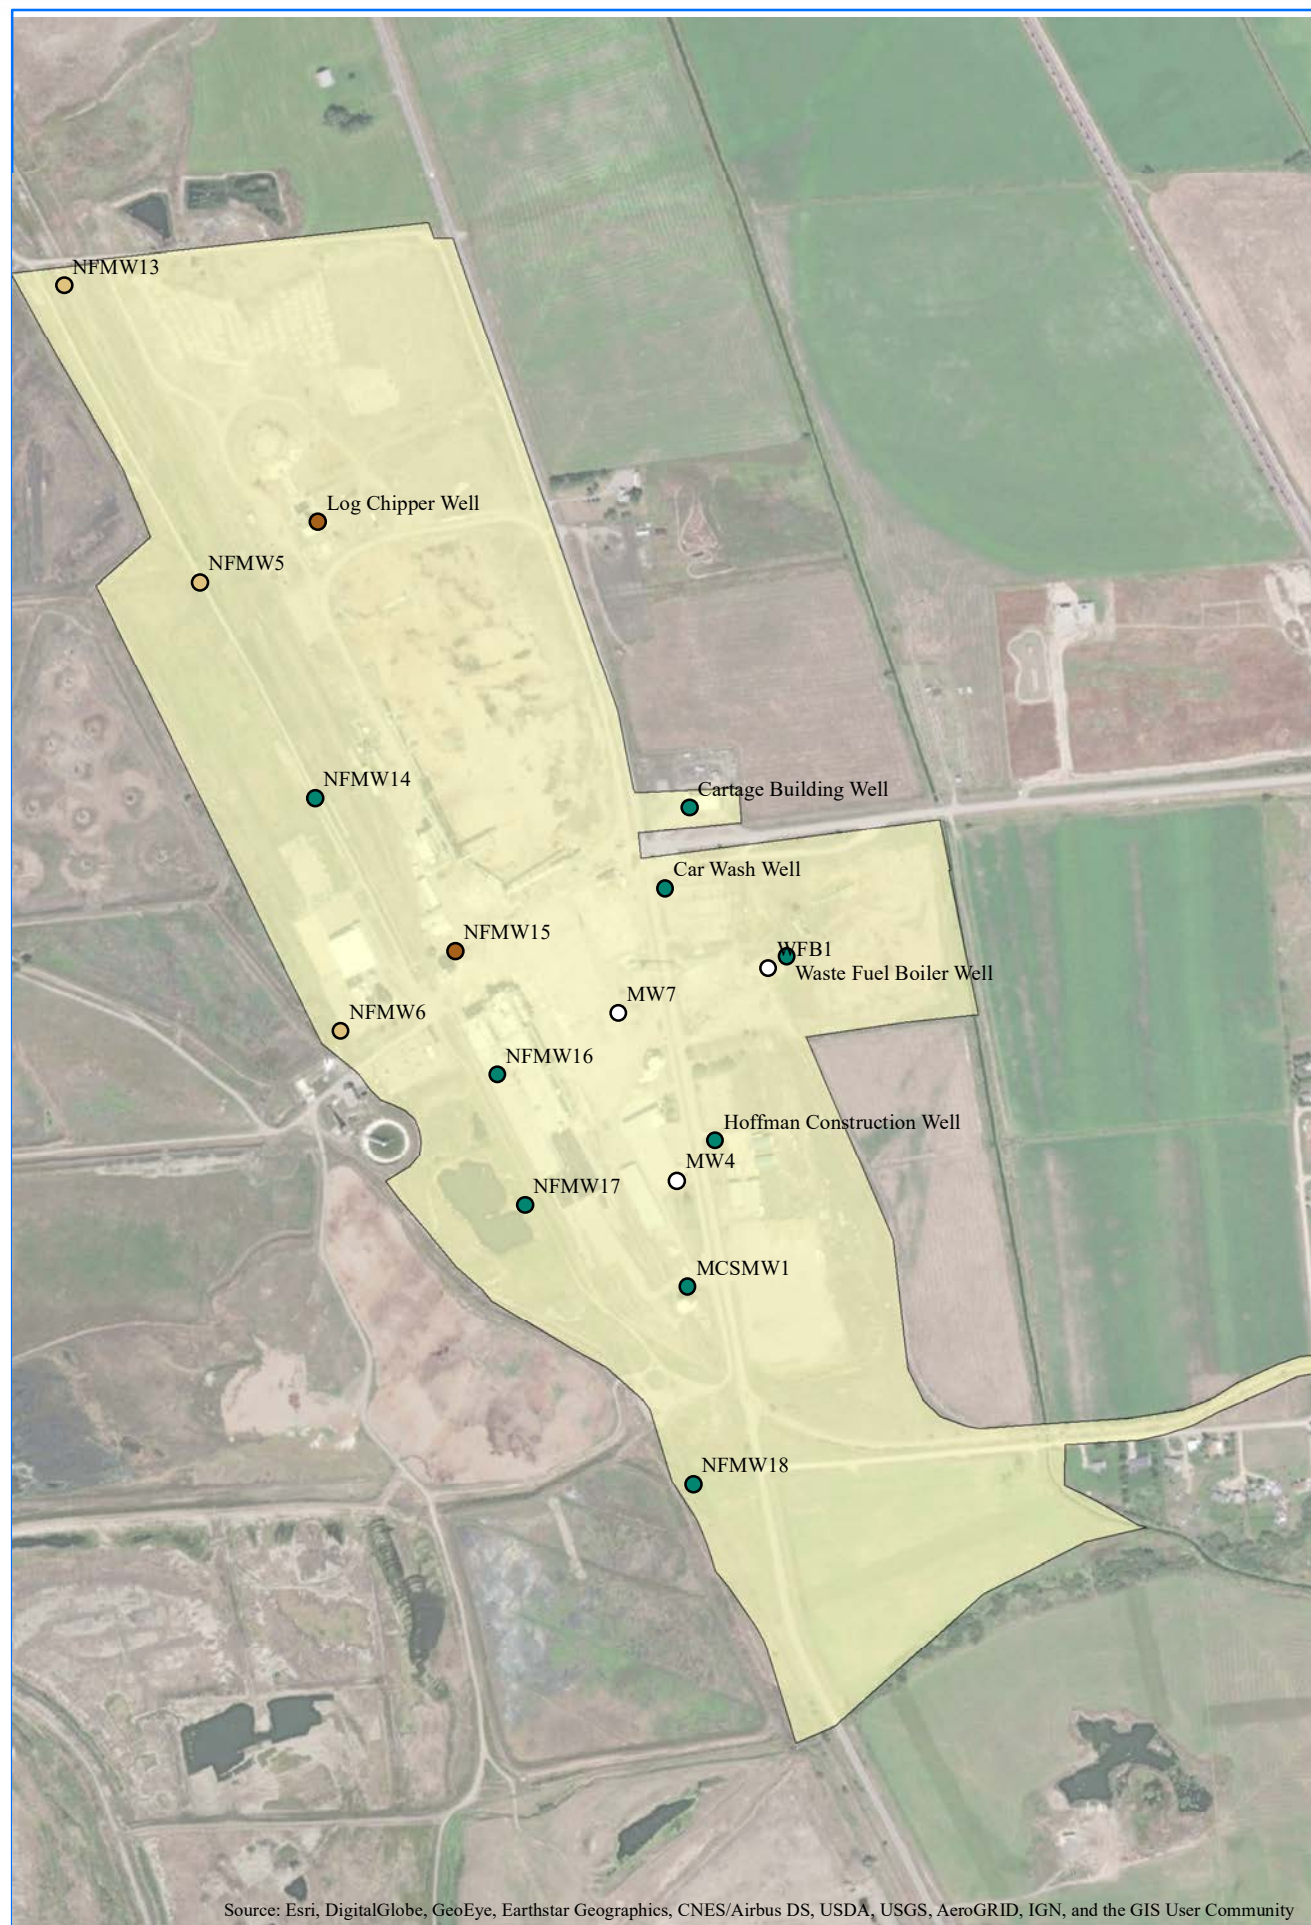 NFMW13
Log Chipper Well
NFMW5
NFMW14
Cartage Building Well
Car Wash Well
NFMW15
WFB1
Waste Fuel Boiler Well
MW7
NFMW6
NFMW16
Hoffman Construction Well
MW4
NFMW17
MCSMW1
NFMW18
Source: Esri, DigitalGlobe, GeoEye, Earthstar Geographics, CNES/Airbus DS, USDA, USGS, AeroGRID, IGN, and the GIS User Community